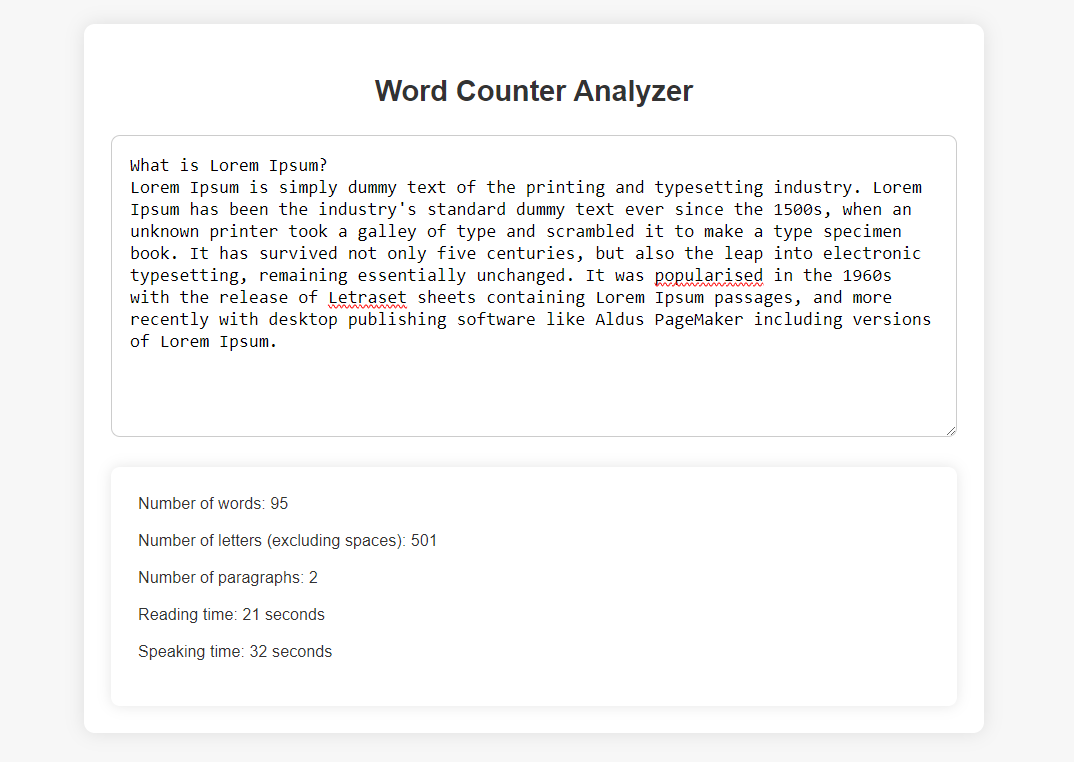 Word Counter Analyzer
What is Lorem Ipsum?
Lorem Ipsum is simply dummy text of the printing and typesetting industry. Lorem
Ipsum has been the industry's standard dummy text ever since the 1500s, when an
unknown printer took a galley of type and scrambled it to make a type specimen
book. It has survived not only five centuries, but also the leap into electronic
typesetting, remaining essentially unchanged. It was popularised in the 1960s
with the release of Letraset sheets containing Lorem Ipsum passages, and more
recently with desktop publishing software like Aldus PageMaker including versions
of Lorem Ipsum.
Number of words: 95
Number of letters (excluding spaces): 501
Number of paragraphs: 2
Reading time: 21 seconds
Speaking time: 32 seconds